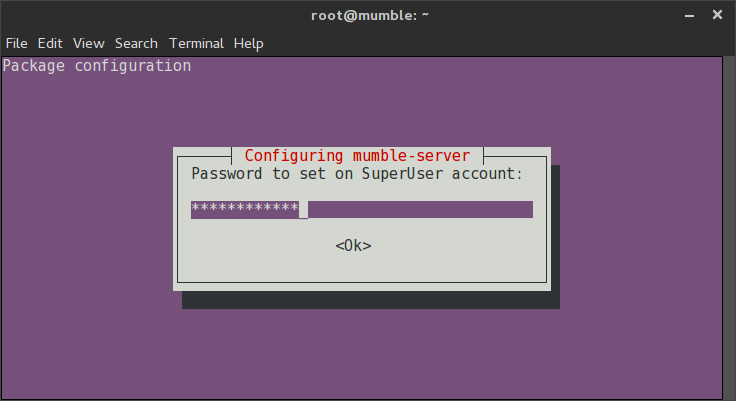 root@mumble: ~
File Edit View Search Terminal Help
Package configuration
Configuring mumble-server
Password to set on SuperUser account:
************_
<Ok>